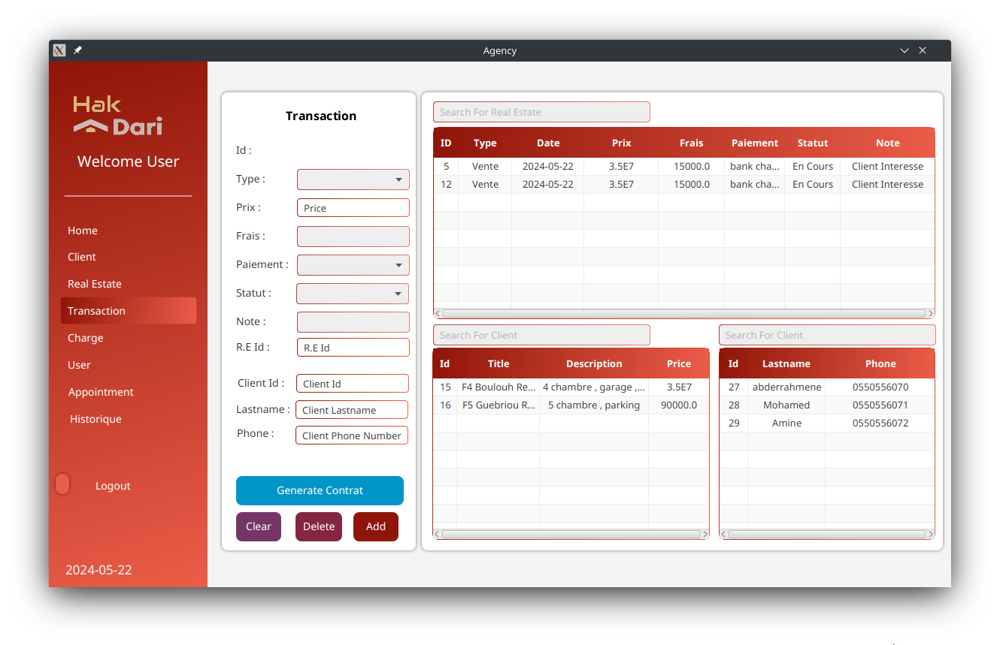 Agency
Hak
Dari
Welcome User
Home
Client
Real Estate
Transaction
Charge
User
Appointment
Historique
Logout
2024-05-22
Transaction
Id :
Type :
Prix : Price
Frais :
Paiement :
Statut :
Note :
R.E Id : R.E Id
Client Id : Client Id
Lastname : Client Lastname
Phone : Client Phone Number
Generate Contrat
Clear Delete Add
Search For Real Estate
ID Type Date Prix Frais Paiement Statut Note
5 Vente 2024-05-22 3.5E7 15000.0 bank cha... En Cours Client Interesse
12 Vente 2024-05-22 3.5E7 15000.0 bank cha... En Cours Client Interesse
Search For Client
Id Title Description Price
15 F4 Boulouh Re... 4 chambre , garage ,... 3.5E7
16 F5 Guebriou R... 5 chambre , parking 90000.0
Search For Client
Id Lastname Phone
27 abderrahmene 0550556070
28 Mohamed 0550556071
29 Amine 0550556072